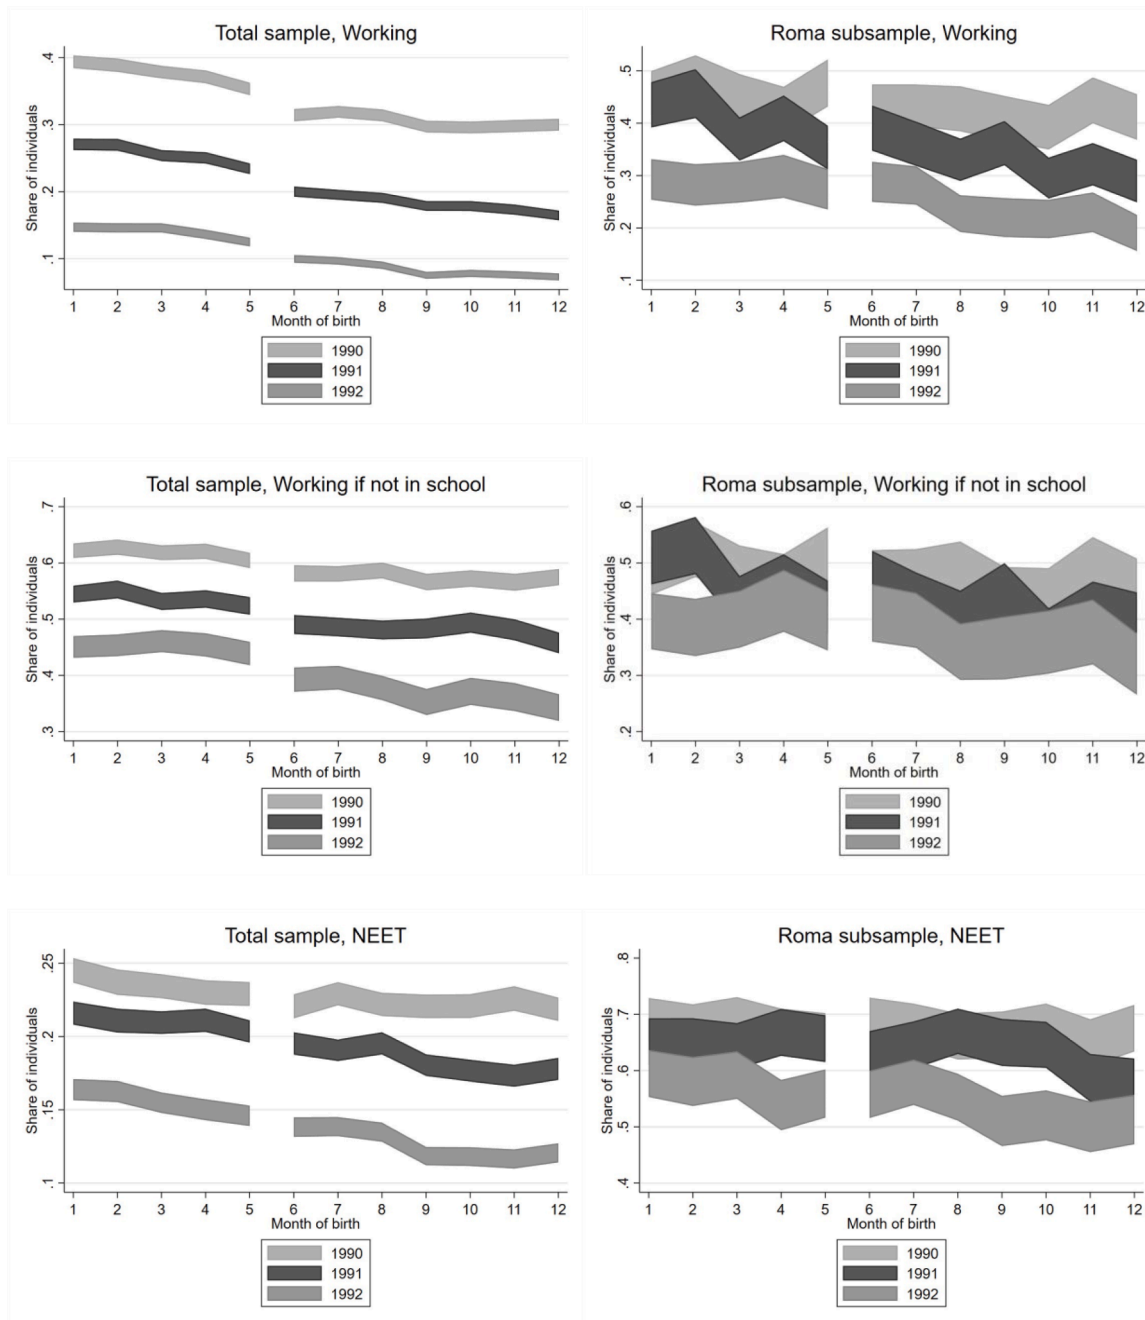 Total sample, Working
Share of individuals
.4
.3
.2
.1
1 2 3 4 5 6 7 8 9 10 11 12
Month of birth
1990
1991
1992
Roma subsample, Working
Share of individuals
.5
.4
.3
.2
.1
1 2 3 4 5 6 7 8 9 10 11 12
Month of birth
1990
1991
1992
Total sample, Working if not in school
Share of individuals
.7
.6
.5
.4
.3
1 2 3 4 5 6 7 8 9 10 11 12
Month of birth
1990
1991
1992
Roma subsample, Working if not in school
Share of individuals
.6
.5
.4
.3
.2
1 2 3 4 5 6 7 8 9 10 11 12
Month of birth
1990
1991
1992
Total sample, NEET
Share of individuals
.25
.2
.15
.1
1 2 3 4 5 6 7 8 9 10 11 12
Month of birth
1990
1991
1992
Roma subsample, NEET
Share of individuals
.8
.7
.6
.5
.4
1 2 3 4 5 6 7 8 9 10 11 12
Month of birth
1990
1991
1992